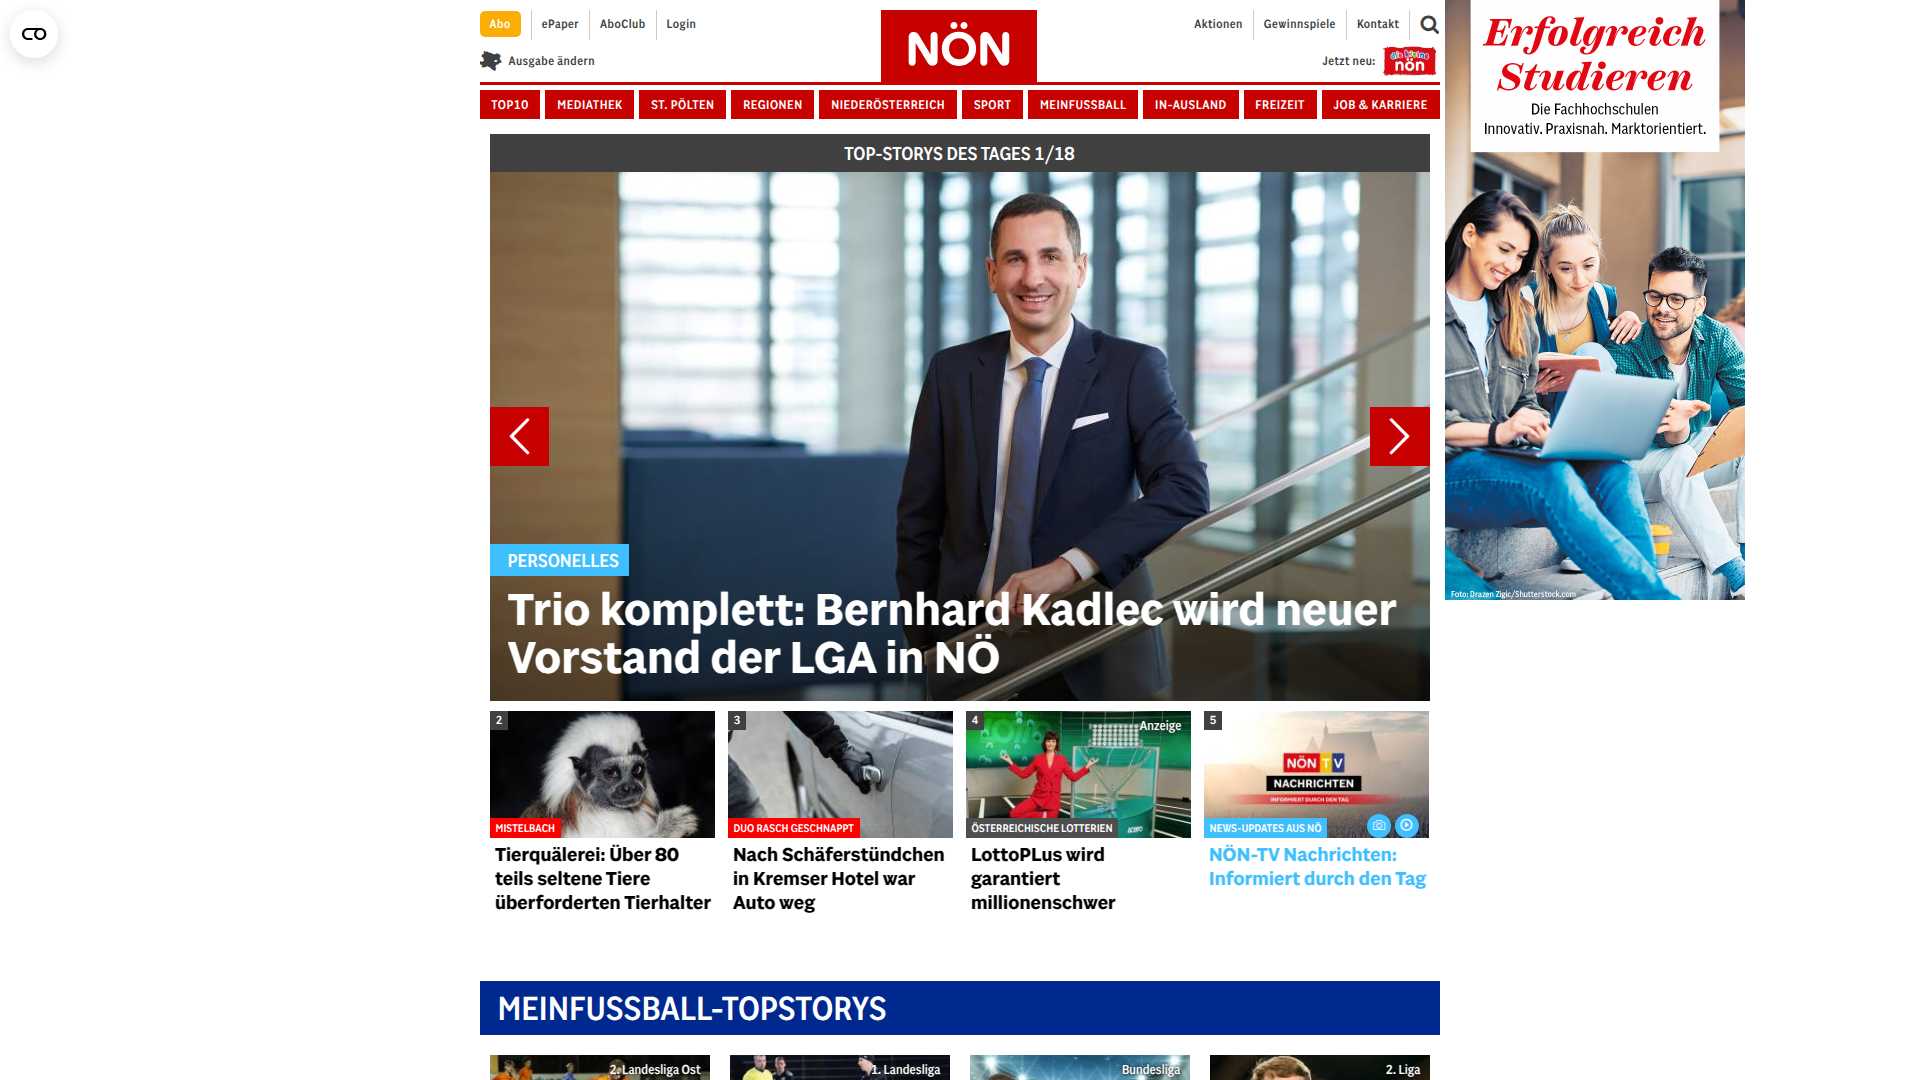 Abo
ePaper
AboClub
Login
NÖN
Aktionen
Gewinnspiele
Kontakt
Ausgabe ändern
Jetzt neu:
die kleine
nön
TOP10
MEDIATHEK
ST. PÖLTEN
REGIONEN
NIEDERÖSTERREICH
SPORT
MEINFUSSBALL
IN-AUSLAND
FREIZEIT
JOB & KARRIERE
TOP-STORYS DES TAGES 1/18
PERSONELLES
Trio komplett: Bernhard Kadlec wird neuer
Vorstand der LGA in NÖ
Erfolgreich
Studieren
Die Fachhochschulen
Innovativ. Praxisnah. Marktorientiert.
Foto: Drazen Zigic/Shutterstock.com
2
MISTELBACH
Tierquälerei: Über 80
teils seltene Tiere
überforderten Tierhalter
3
DUO RASCH GESCHNAPPT
Nach Schäferstündchen
in Kremser Hotel war
Auto weg
4
Anzeige
ÖSTERREICHISCHE LOTTERIEN
LottoPLus wird
garantiert
millionenschwer
5
NÖN TV
NACHRICHTEN
INFORMIERT DURCH DEN TAG
NEWS-UPDATES AUS NÖ
NÖN-TV Nachrichten:
Informiert durch den Tag
MEINFUSSBALL-TOPSTORYS
2. Landesliga Ost
1. Landesliga
Bundesliga
2. Liga